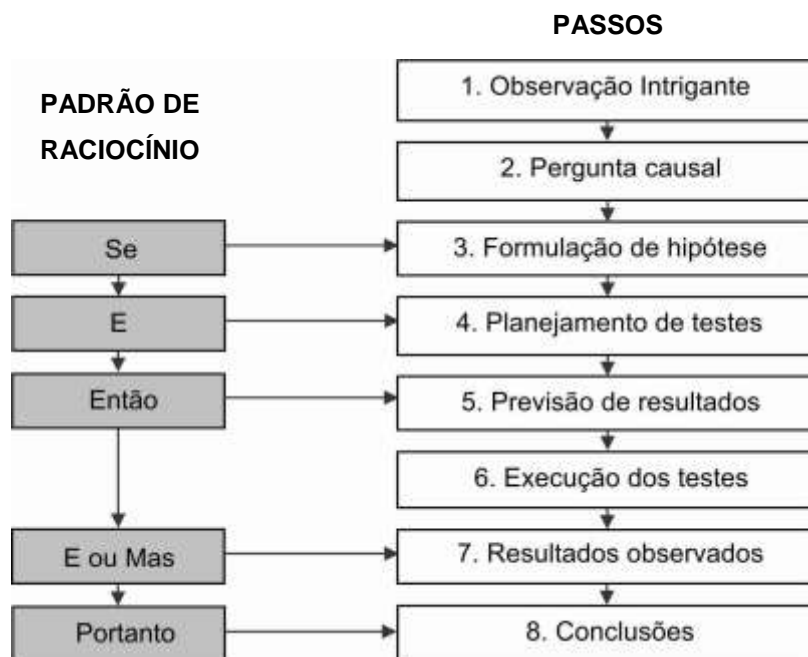 PASSOS
PADRÃO DE
RACIOCÍNIO
1. Observação Intrigante
2. Pergunta causal
Se
3. Formulação de hipótese
E
4. Planejamento de testes
Então
5. Previsão de resultados
6. Execução dos testes
E ou Mas
7. Resultados observados
Portanto
8. Conclusões